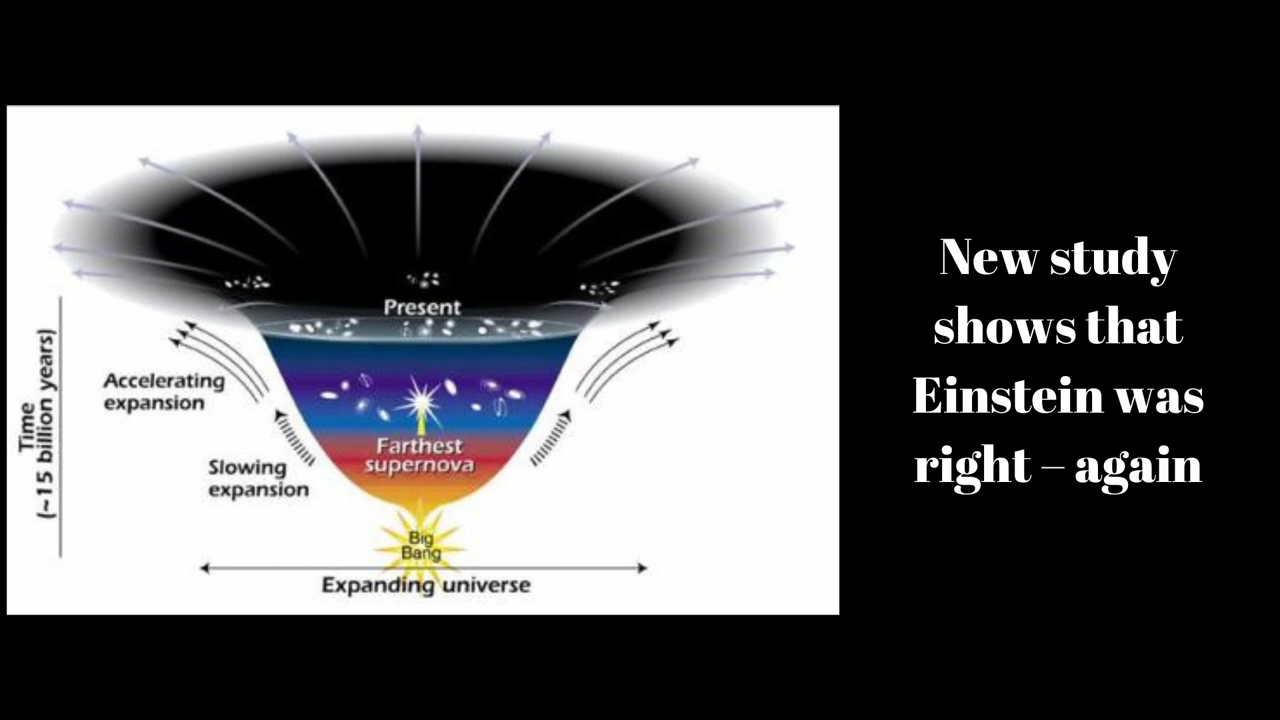 Present
Accelerating
expansion
Time
(~15 billion years)
Farthest
supernova
Slowing
expansion
Big
Bang
Expanding universe
New study
shows that
Einstein was
right – again